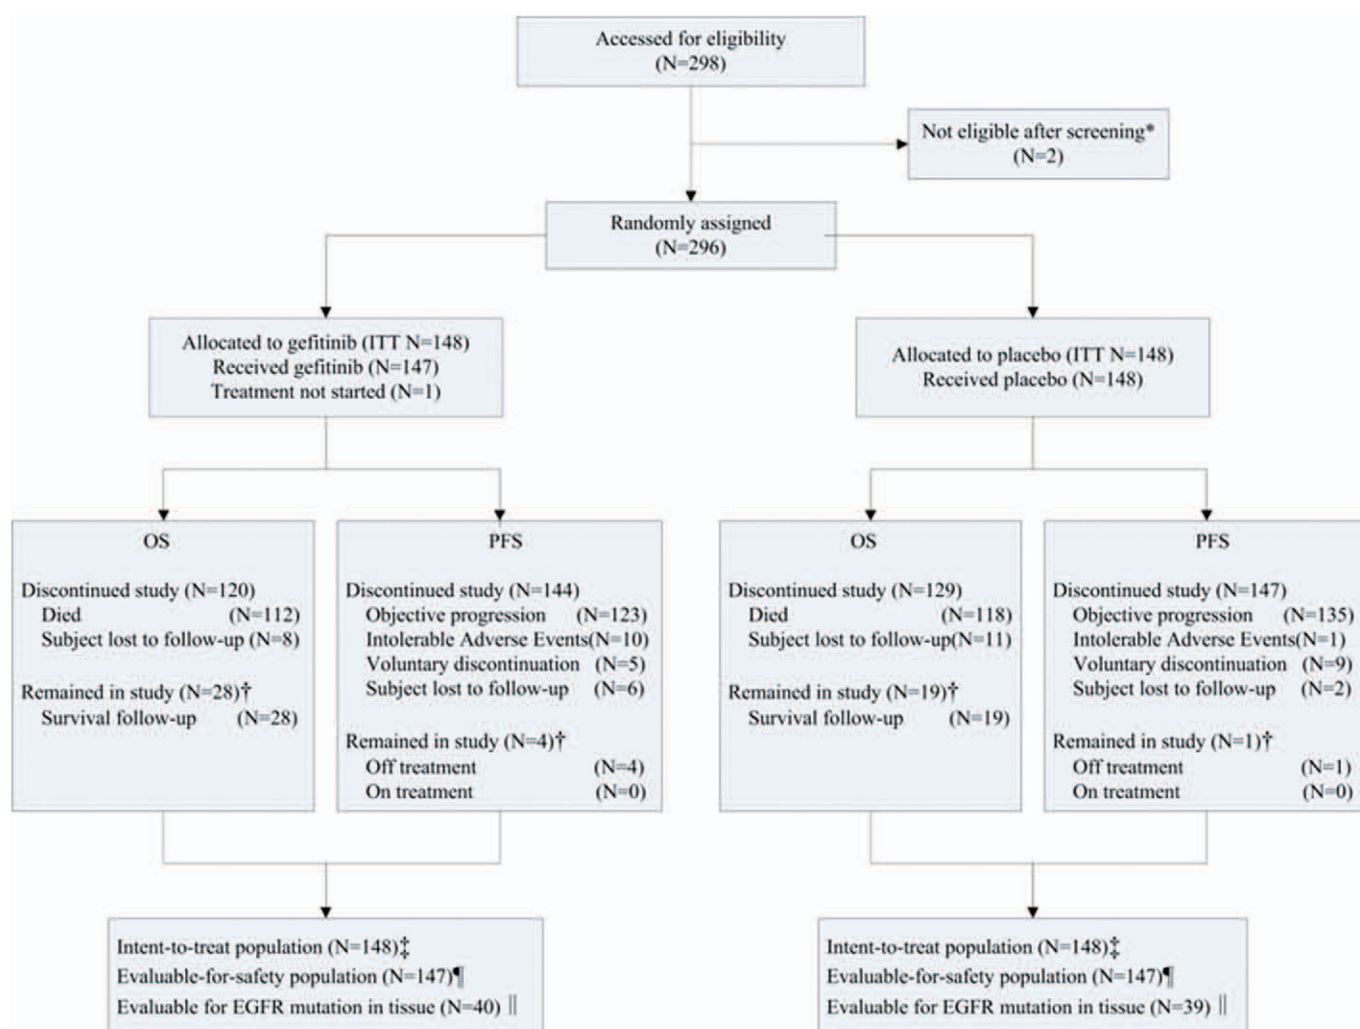 Accessed for eligibility
(N=298)
Not eligible after screening*
(N=2)
Randomly assigned
(N=296)
Allocated to gefitinib (ITT N=148)
Received gefitinib (N=147)
Treatment not started (N=1)
Allocated to placebo (ITT N=148)
Received placebo (N=148)
OS
Discontinued study (N=120)
Died (N=112)
Subject lost to follow-up (N=8)
Remained in study (N=28)†
Survival follow-up (N=28)
PFS
Discontinued study (N=144)
Objective progression (N=123)
Intolerable Adverse Events(N=10)
Voluntary discontinuation (N=5)
Subject lost to follow-up (N=6)
Remained in study (N=4)†
Off treatment (N=4)
On treatment (N=0)
OS
Discontinued study (N=129)
Died (N=118)
Subject lost to follow-up(N=11)
Remained in study (N=19)†
Survival follow-up (N=19)
PFS
Discontinued study (N=147)
Objective progression (N=135)
Intolerable Adverse Events(N=1)
Voluntary discontinuation (N=9)
Subject lost to follow-up (N=2)
Remained in study (N=1)†
Off treatment (N=1)
On treatment (N=0)
Intent-to-treat population (N=148)‡
Evaluable-for-safety population (N=147)¶
Evaluable for EGFR mutation in tissue (N=40) ||
Intent-to-treat population (N=148)‡
Evaluable-for-safety population (N=147)¶
Evaluable for EGFR mutation in tissue (N=39) ||